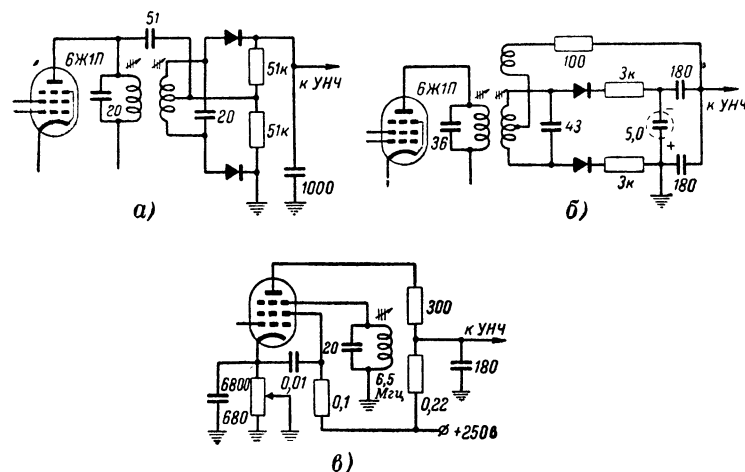 51
6Ж1П
20
20
51к
51к
к УНЧ
1000
а)
100
6Ж1П
36
43
3к
3к
180
5,0
−
+
180
к УНЧ
б)
300
20
6,5
Мгц
к УНЧ
180
6800
680
0,01
0,1
0,22
+250в
в)